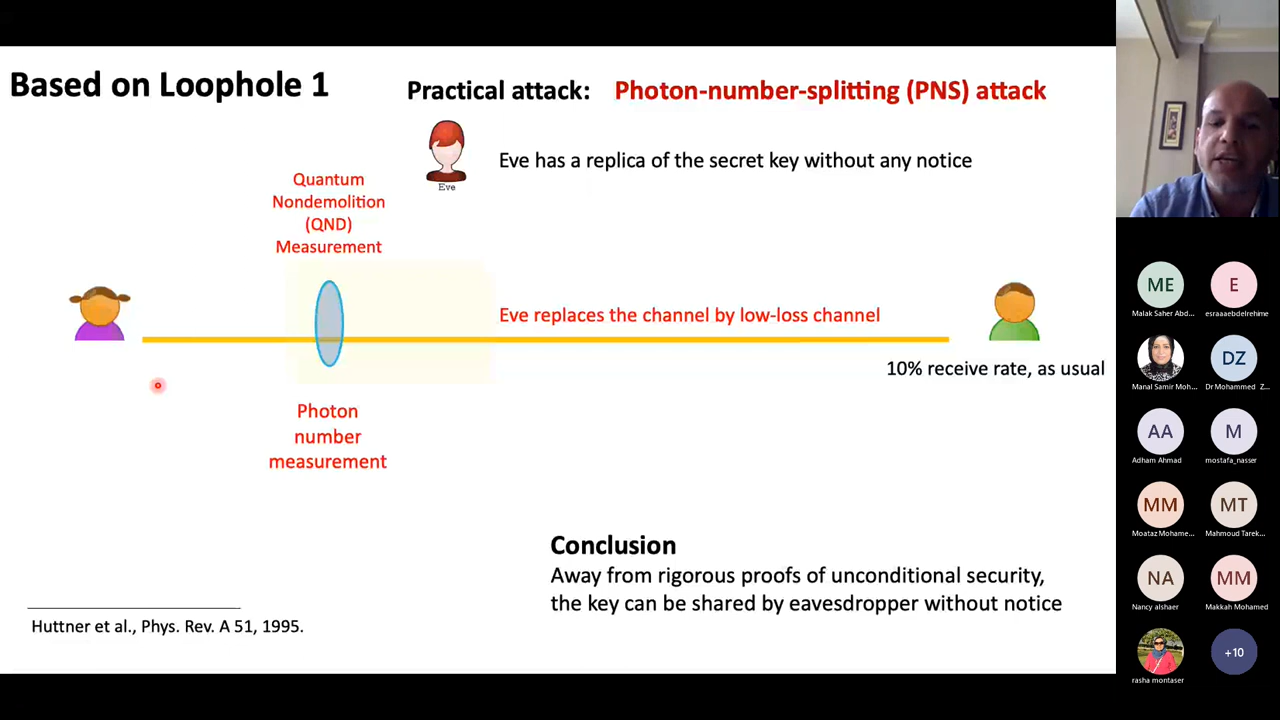 Based on Loophole 1
Practical attack: Photon-number-splitting (PNS) attack
Eve
Eve has a replica of the secret key without any notice
Quantum
Nondemolition
(QND)
Measurement
Eve replaces the channel by low-loss channel
10% receive rate, as usual
Photon
number
measurement
Conclusion
Away from rigorous proofs of unconditional security,
the key can be shared by eavesdropper without notice
Huttner et al., Phys. Rev. A 51, 1995.
ME
Malak Saher Abd...
E
esraaabdelrehime
Manal Samir Moh...
DZ
Dr Mohammed Z...
AA
Adham Ahmad
M
mostafa_nasser
MM
Moataz Mohame...
MT
Mahmoud Tarek...
NA
Nancy alshaer
MM
Makkah Mohamed
rasha montaser
+10